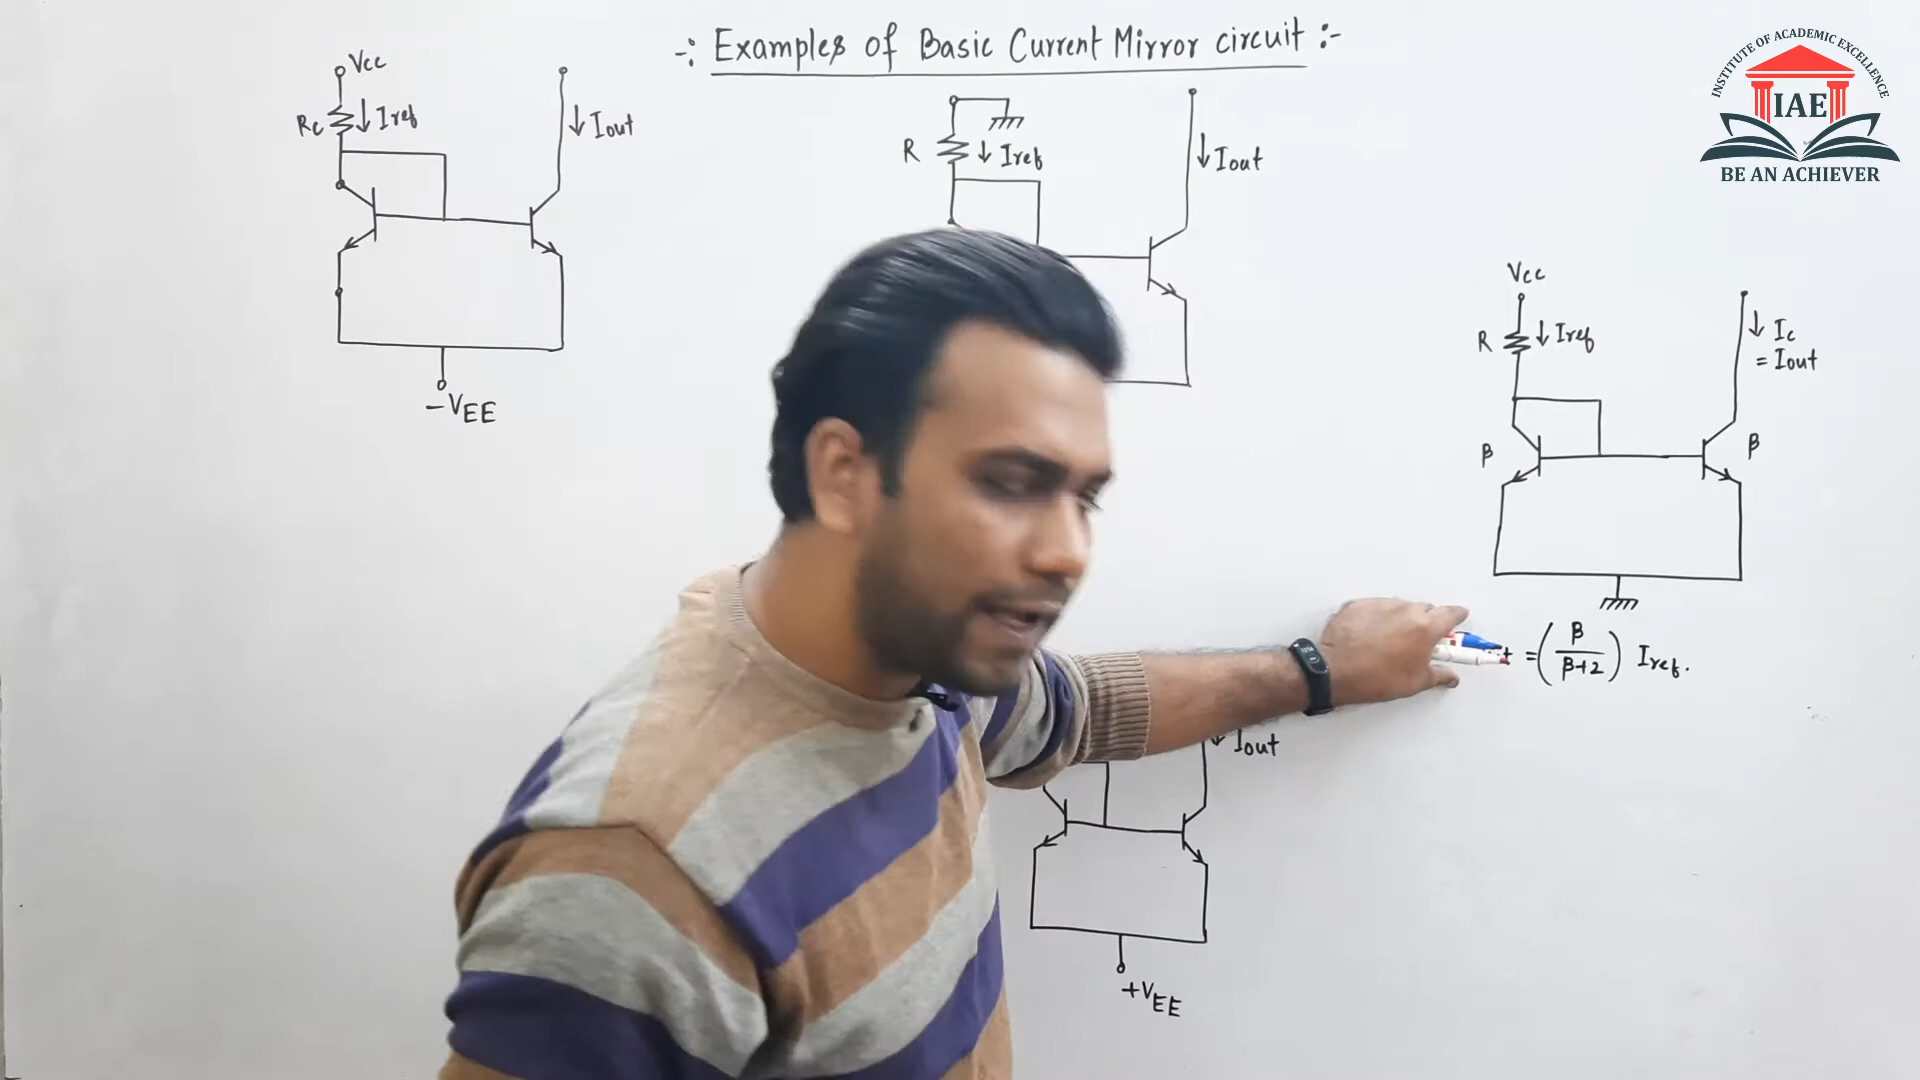 -: Examples of Basic Current Mirror circuit :-
Vcc
Rc ↓ Iref
↓ Iout
-VEE
R ↓ Iref
↓ Iout
INSTITUTE OF ACADEMIC EXCELLENCE
IAE
BE AN ACHIEVER
Vcc
R ↓ Iref
↓ Ic
= Iout
β
β
= (β/β+2) Iref.
↓ Iout
+VEE